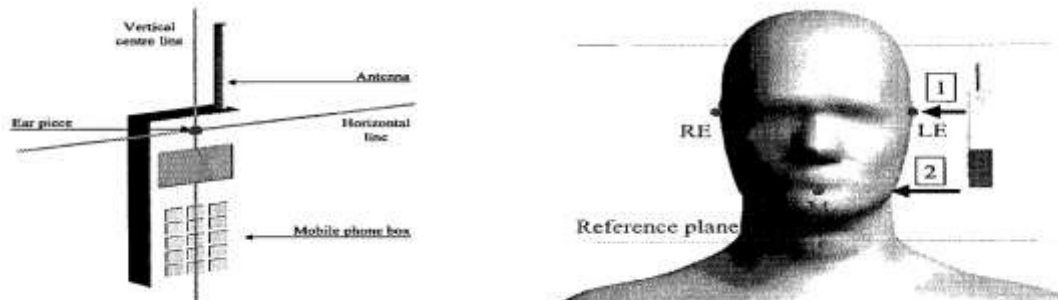 Vertical
centre line
Antenna
Ear piece
Horizontal
line
Mobile phone box
1
RE
LE
2
Reference plane